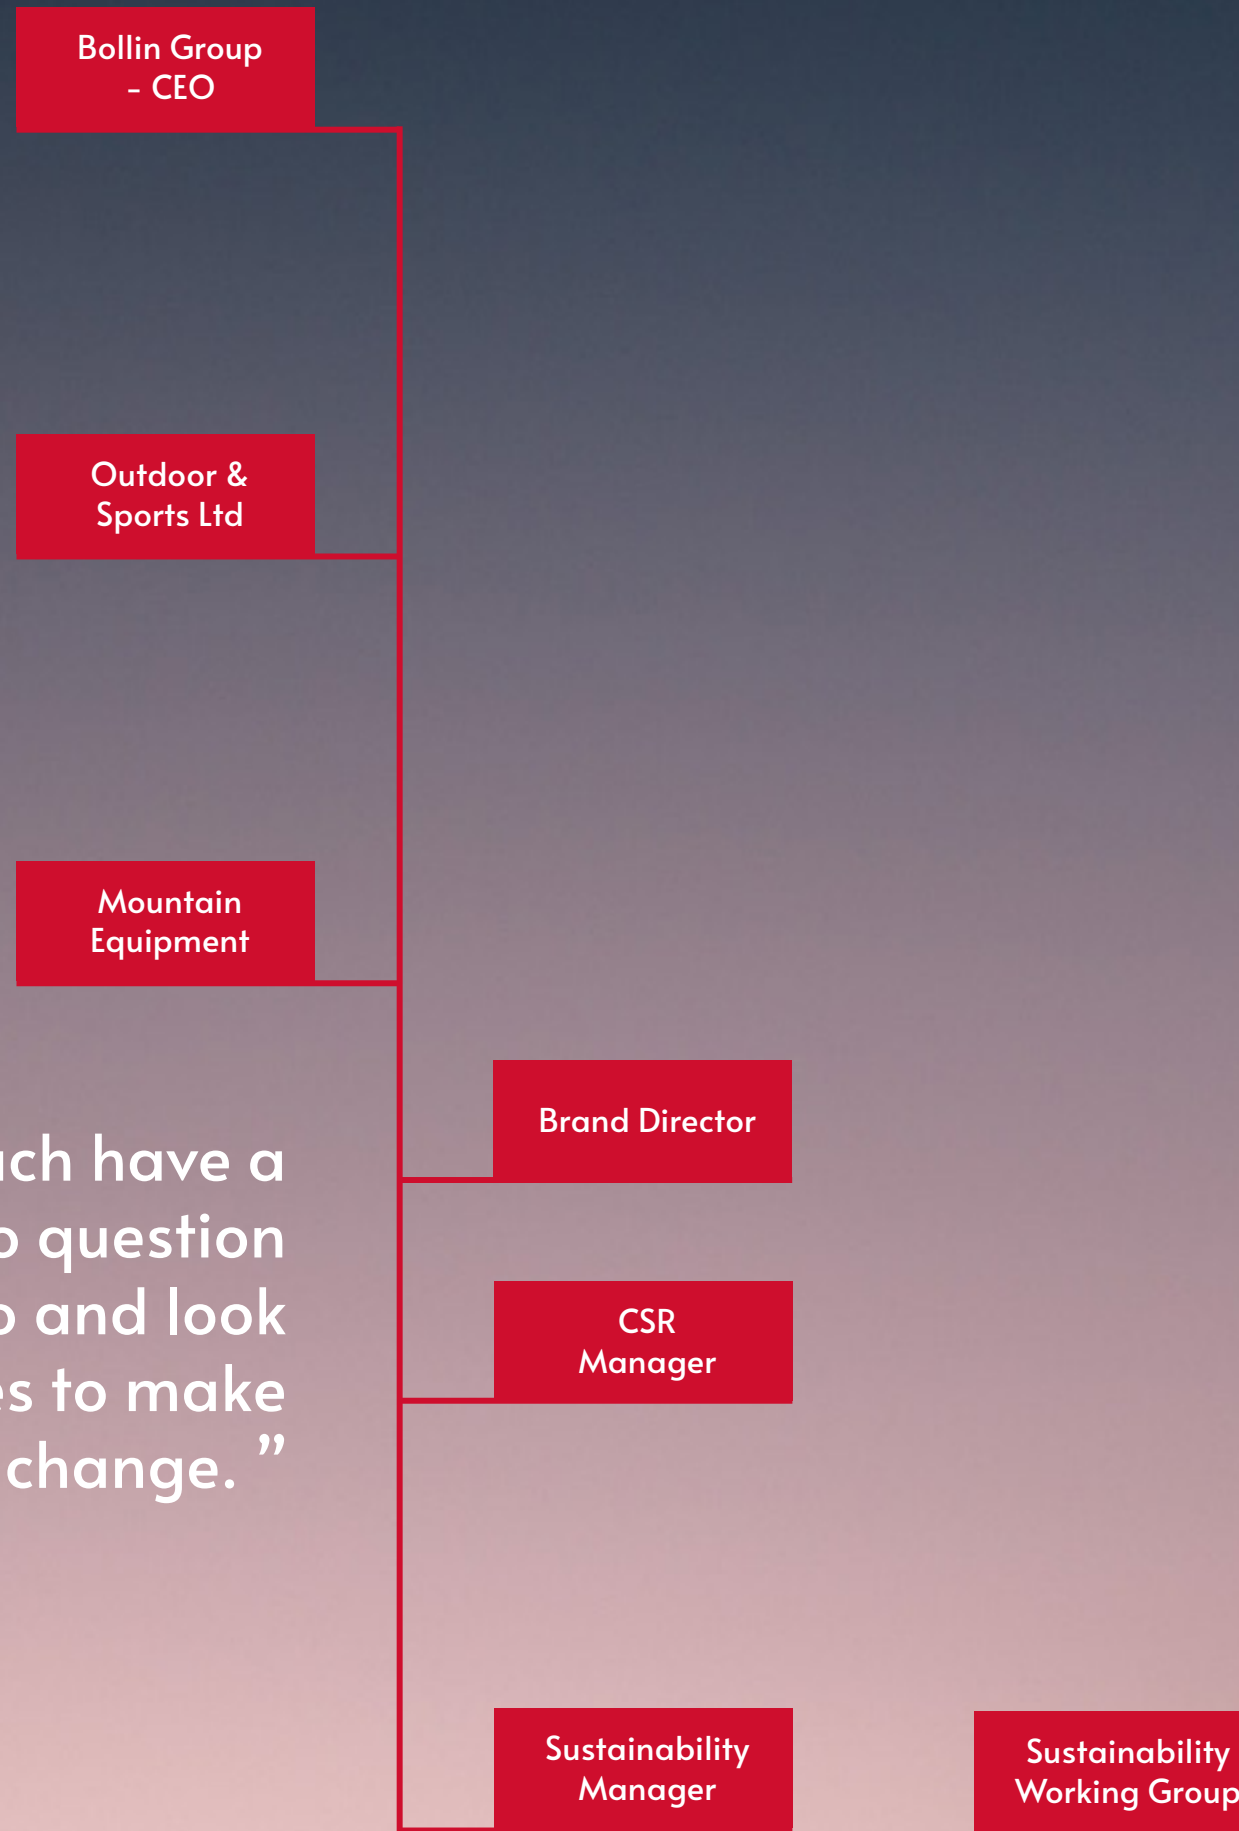 Bollin Group
- CEO
Outdoor &
Sports Ltd
Mountain
Equipment
have a
question
and look
to make
change. ”
Brand Director
CSR
Manager
Sustainability
Manager
Sustainability
Working Group